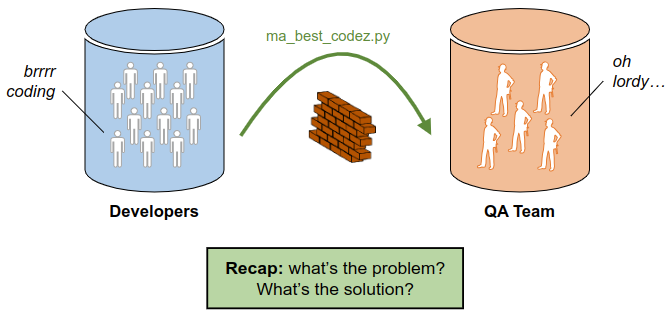 ma_best_codez.py
brrrr
coding
oh
lordy…
Developers
QA Team
Recap: what's the problem?
What's the solution?